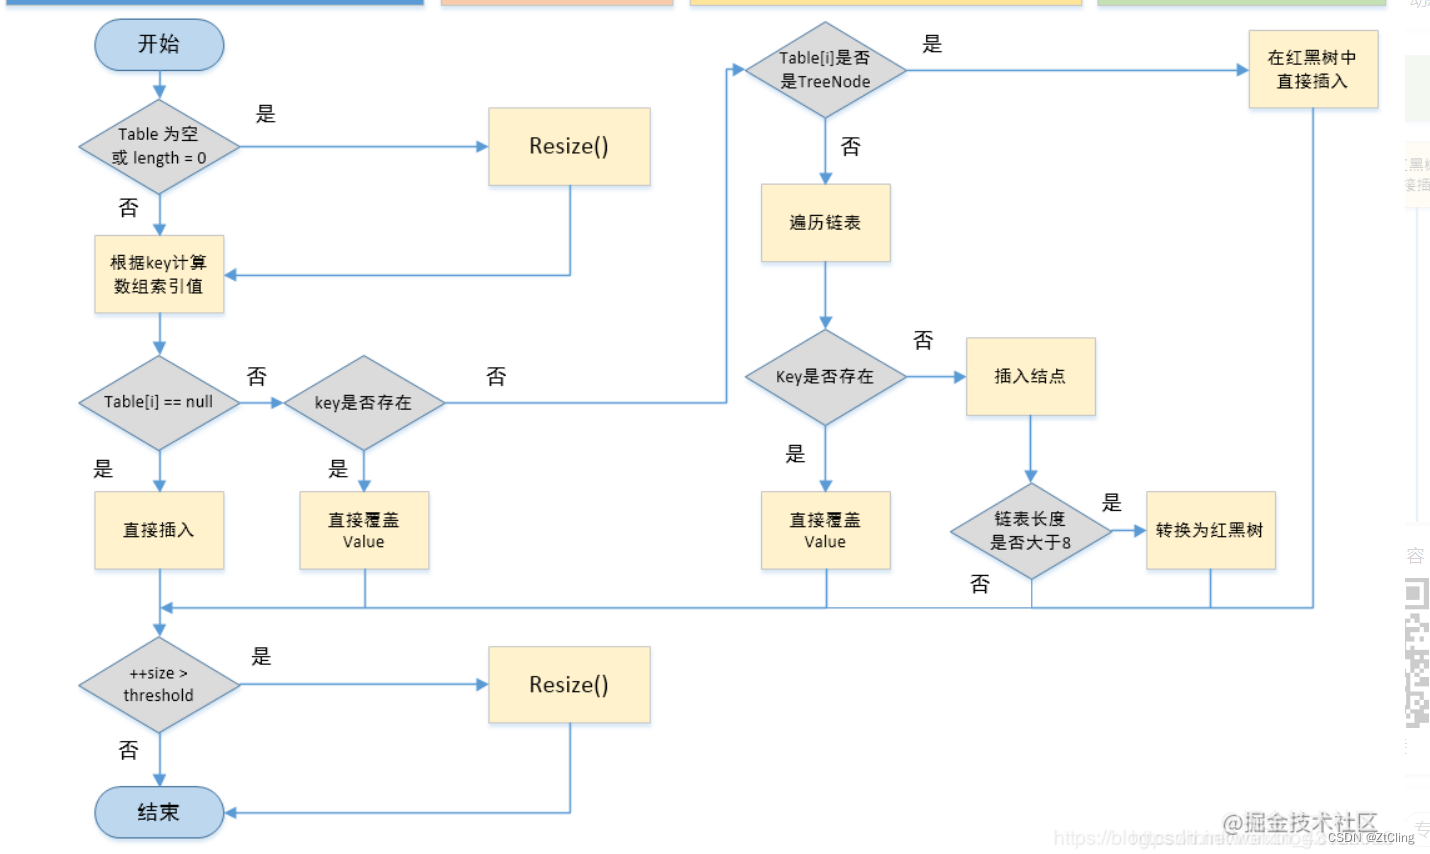 开始
Table 为空
或 length = 0
是
Resize()
否
根据key计算
数组索引值
Table[i] == null
否
key是否存在
否
是
直接插入
是
直接覆盖
Value
++size >
threshold
是
Resize()
否
结束
Table[i]是否
是TreeNode
是
在红黑树中
直接插入
否
遍历链表
Key是否存在
否
插入结点
是
直接覆盖
Value
链表长度
是否大于8
是
转换为红黑树
否
容
专
@掘金技术社区
CSDN @ZtCling